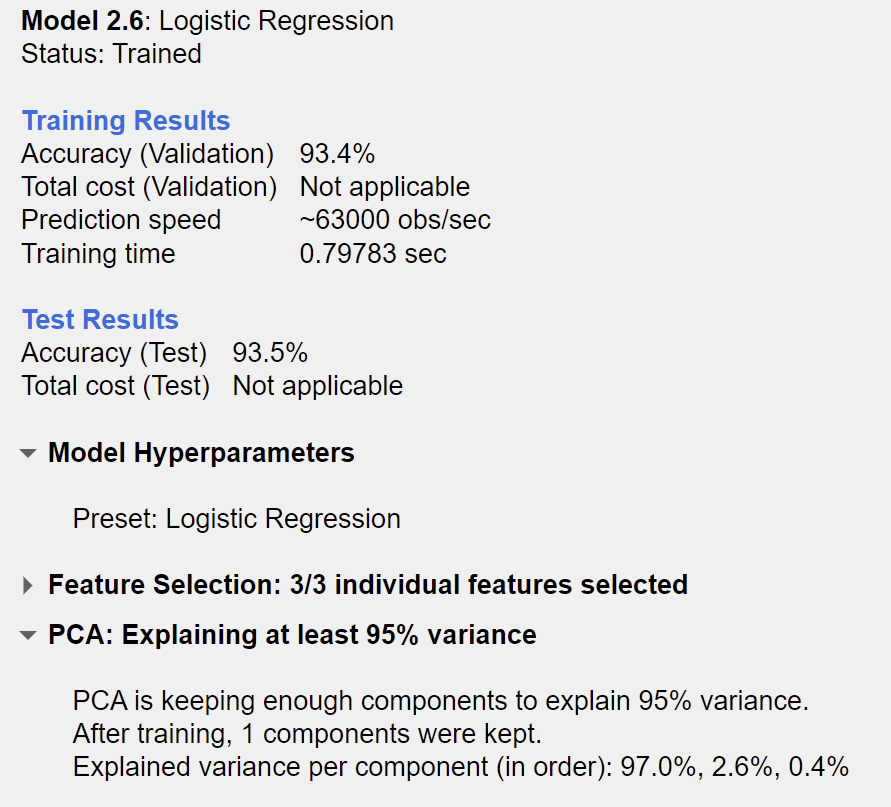 Model 2.6: Logistic Regression
Status: Trained
Training Results
Accuracy (Validation) 93.4%
Total cost (Validation) Not applicable
Prediction speed ~63000 obs/sec
Training time 0.79783 sec
Test Results
Accuracy (Test) 93.5%
Total cost (Test) Not applicable
Model Hyperparameters
Preset: Logistic Regression
Feature Selection: 3/3 individual features selected
PCA: Explaining at least 95% variance
PCA is keeping enough components to explain 95% variance.
After training, 1 components were kept.
Explained variance per component (in order): 97.0%, 2.6%, 0.4%